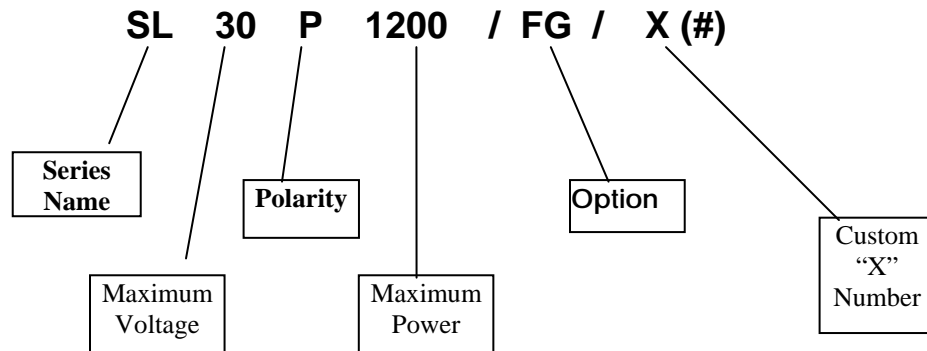 SL 30 P 1200 / FG / X (#)
Series
Name
Polarity
Option
Maximum
Voltage
Maximum
Power
Custom
“X”
Number